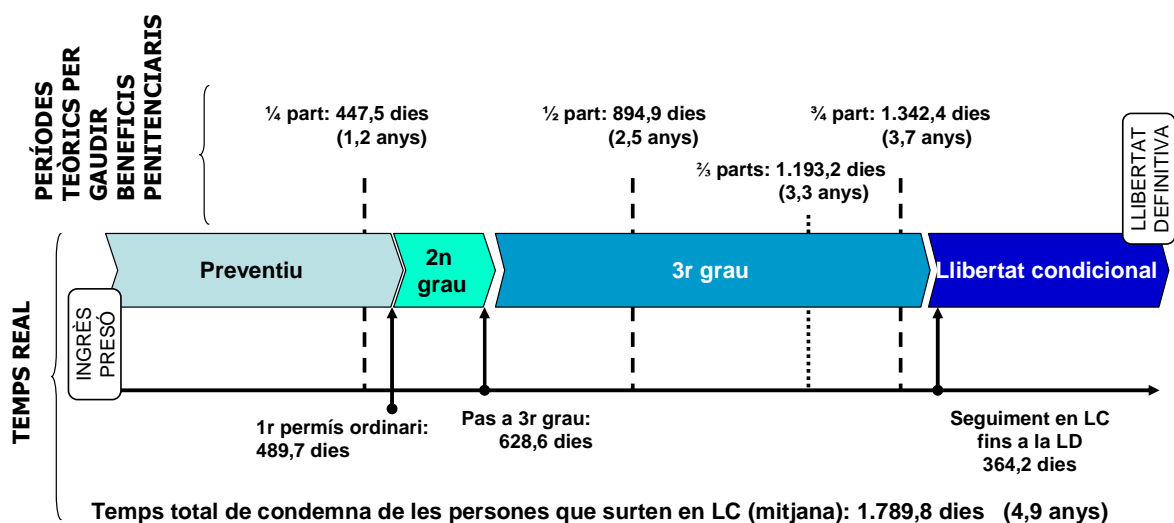 PERÍODES
TEÒRICS PER
GAUDIR
BENEFICIS
PENITENCIARIS
¼ part: 447,5 dies
(1,2 anys)
½ part: 894,9 dies
(2,5 anys)
¾ part: 1.342,4 dies
(3,7 anys)
⅔ parts: 1.193,2 dies
(3,3 anys)
LLIBERTAT
DEFINITIVA
TEMPS REAL
INGRÈS
PRESÓ
Preventiu
2n
grau
3r grau
Llibertat condicional
1r permís ordinari:
489,7 dies
Pas a 3r grau:
628,6 dies
Seguiment en LC
fins a la LD
364,2 dies
Temps total de condemna de les persones que surten en LC (mitjana): 1.789,8 dies (4,9 anys)